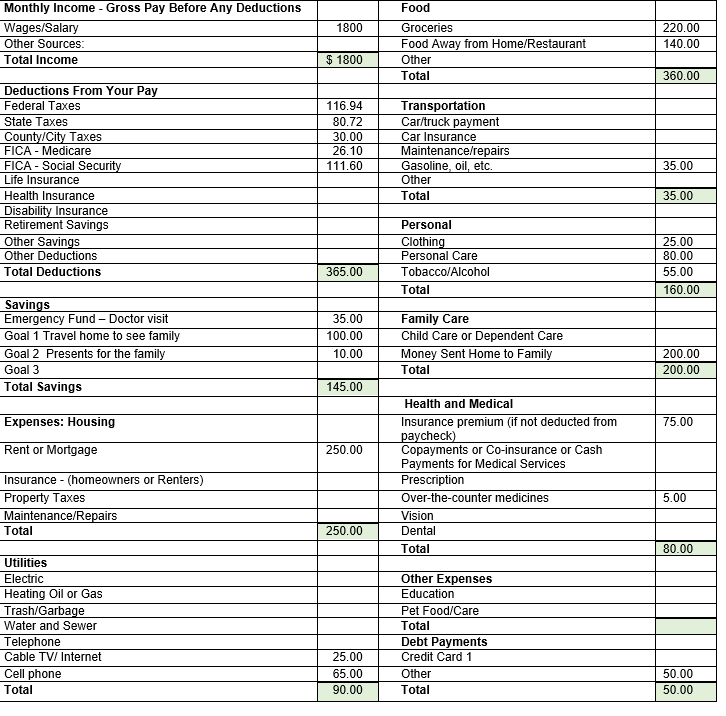 Monthly Income - Gross Pay Before Any Deductions
Wages/Salary 1800
Other Sources:
Total Income $ 1800
Deductions From Your Pay
Federal Taxes 116.94
State Taxes 80.72
County/City Taxes 30.00
FICA - Medicare 26.10
FICA - Social Security 111.60
Life Insurance
Health Insurance
Disability Insurance
Retirement Savings
Other Savings
Other Deductions
Total Deductions 365.00
Savings
Emergency Fund – Doctor visit 35.00
Goal 1 Travel home to see family 100.00
Goal 2 Presents for the family 10.00
Goal 3
Total Savings 145.00
Expenses: Housing
Rent or Mortgage 250.00
Insurance - (homeowners or Renters)
Property Taxes
Maintenance/Repairs
Total 250.00
Utilities
Electric
Heating Oil or Gas
Trash/Garbage
Water and Sewer
Telephone
Cable TV/ Internet 25.00
Cell phone 65.00
Total 90.00
Food
Groceries 220.00
Food Away from Home/Restaurant 140.00
Other
Total 360.00
Transportation
Car/truck payment
Car Insurance
Maintenance/repairs
Gasoline, oil, etc. 35.00
Other
Total 35.00
Personal
Clothing 25.00
Personal Care 80.00
Tobacco/Alcohol 55.00
Total 160.00
Family Care
Child Care or Dependent Care
Money Sent Home to Family 200.00
Total 200.00
Health and Medical
Insurance premium (if not deducted from 75.00
paycheck)
Copayments or Co-insurance or Cash
Payments for Medical Services
Prescription
Over-the-counter medicines 5.00
Vision
Dental
Total 80.00
Other Expenses
Education
Pet Food/Care
Total
Debt Payments
Credit Card 1
Other 50.00
Total 50.00